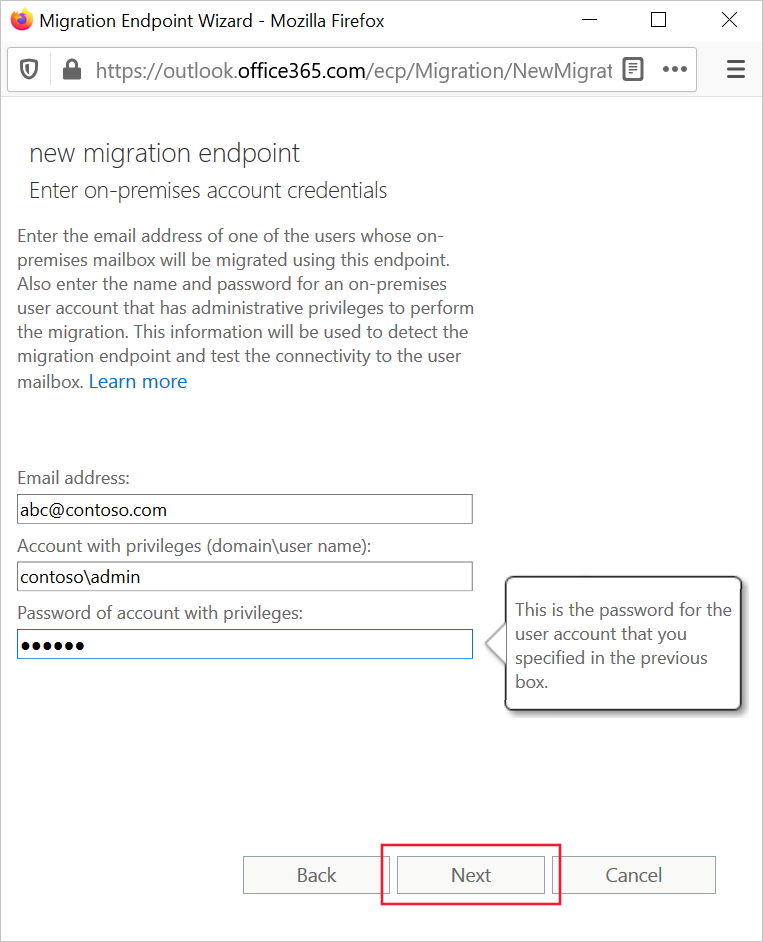 Migration Endpoint Wizard - Mozilla Firefox
https://outlook.office365.com/ecp/Migration/NewMigrat
new migration endpoint
Enter on-premises account credentials
Enter the email address of one of the users whose on-
premises mailbox will be migrated using this endpoint.
Also enter the name and password for an on-premises
user account that has administrative privileges to perform
the migration. This information will be used to detect the
migration endpoint and test the connectivity to the user
mailbox. Learn more
Email address:
abc@contoso.com
Account with privileges (domain\user name):
contoso\admin
Password of account with privileges:
●●●●●●
This is the password for the
user account that you
specified in the previous
box.
Back Next Cancel